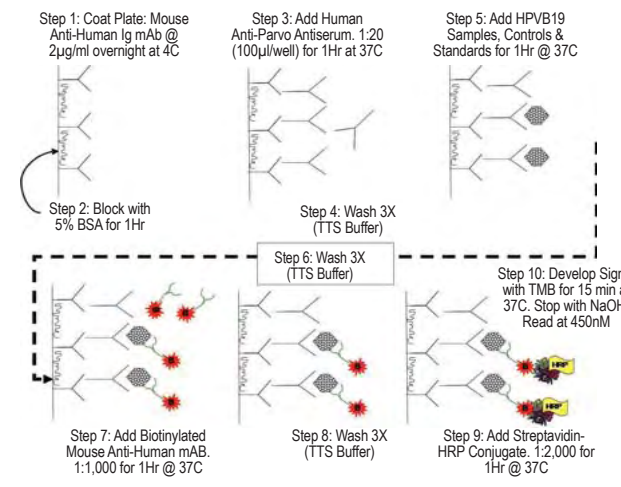 Step 1: Coat Plate: Mouse
Anti-Human Ig mAb @
2µg/ml overnight at 4C
Step 3: Add Human
Anti-Parvo Antiserum. 1:20
(100µl/well) for 1Hr at 37C
Step 5: Add HPVB19
Samples, Controls &
Standards for 1Hr @ 37C
Step 2: Block with
5% BSA for 1Hr
Step 4: Wash 3X
(TTS Buffer)
Step 6: Wash 3X
(TTS Buffer)
Step 10: Develop Sign
with TMB for 15 min a
37C. Stop with NaOH
Read at 450nM
B
B
B
B
B
B
B
HRP
B
HRP
Step 7: Add Biotinylated
Mouse Anti-Human mAB.
1:1,000 for 1Hr @ 37C
Step 8: Wash 3X
(TTS Buffer)
Step 9: Add Streptavidin-
HRP Conjugate. 1:2,000 for
1Hr @ 37C